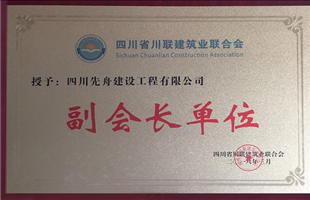 四川省川联建筑业联合会
Sichuan Chuanlian Construction Association
授予：四川先舟建设工程有限公司
副会长单位
四川省川联建筑业联合会